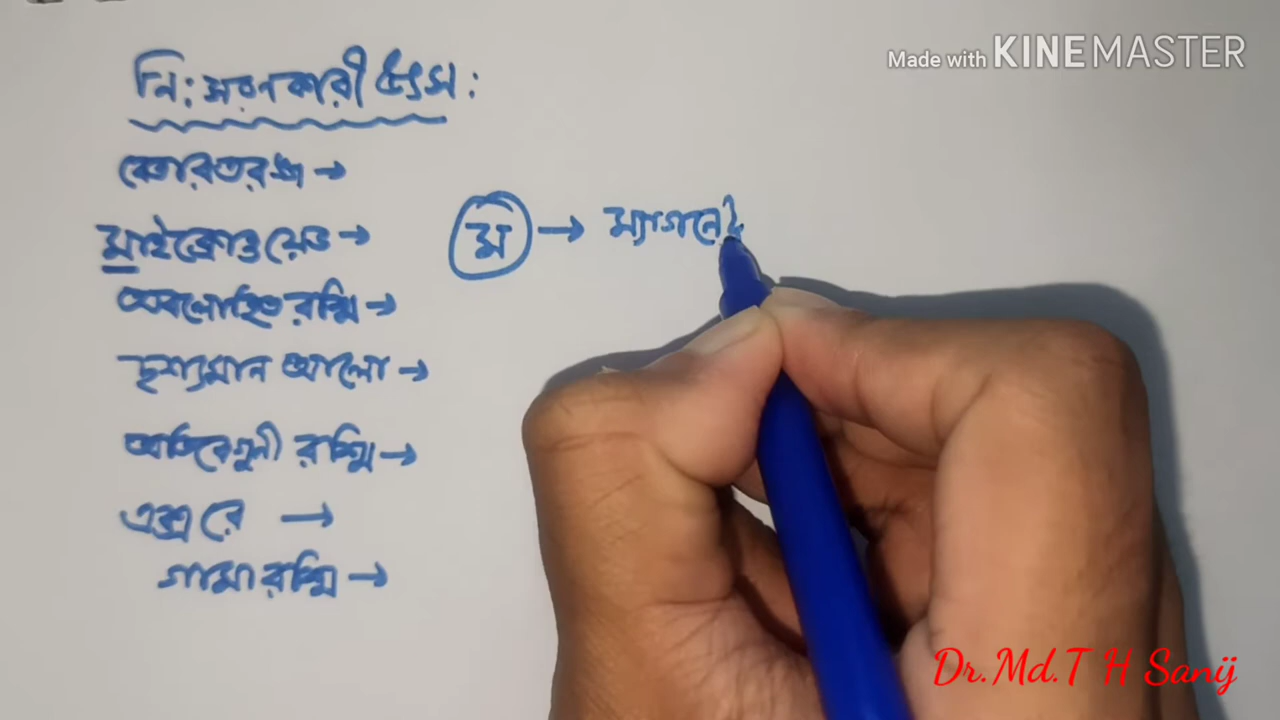 Made with KINEMASTER
নি:সরণকারী উৎস:
বেতার তরঙ্গ →
মাইক্রোওয়েভ →
ম → ম্যাগনে
অবলোহিত রশ্মি →
দৃশ্যমান আলো →
অতিবেগুনী রশ্মি →
এক্সরে →
গামা রশ্মি →
Dr.Md.T H Sanij